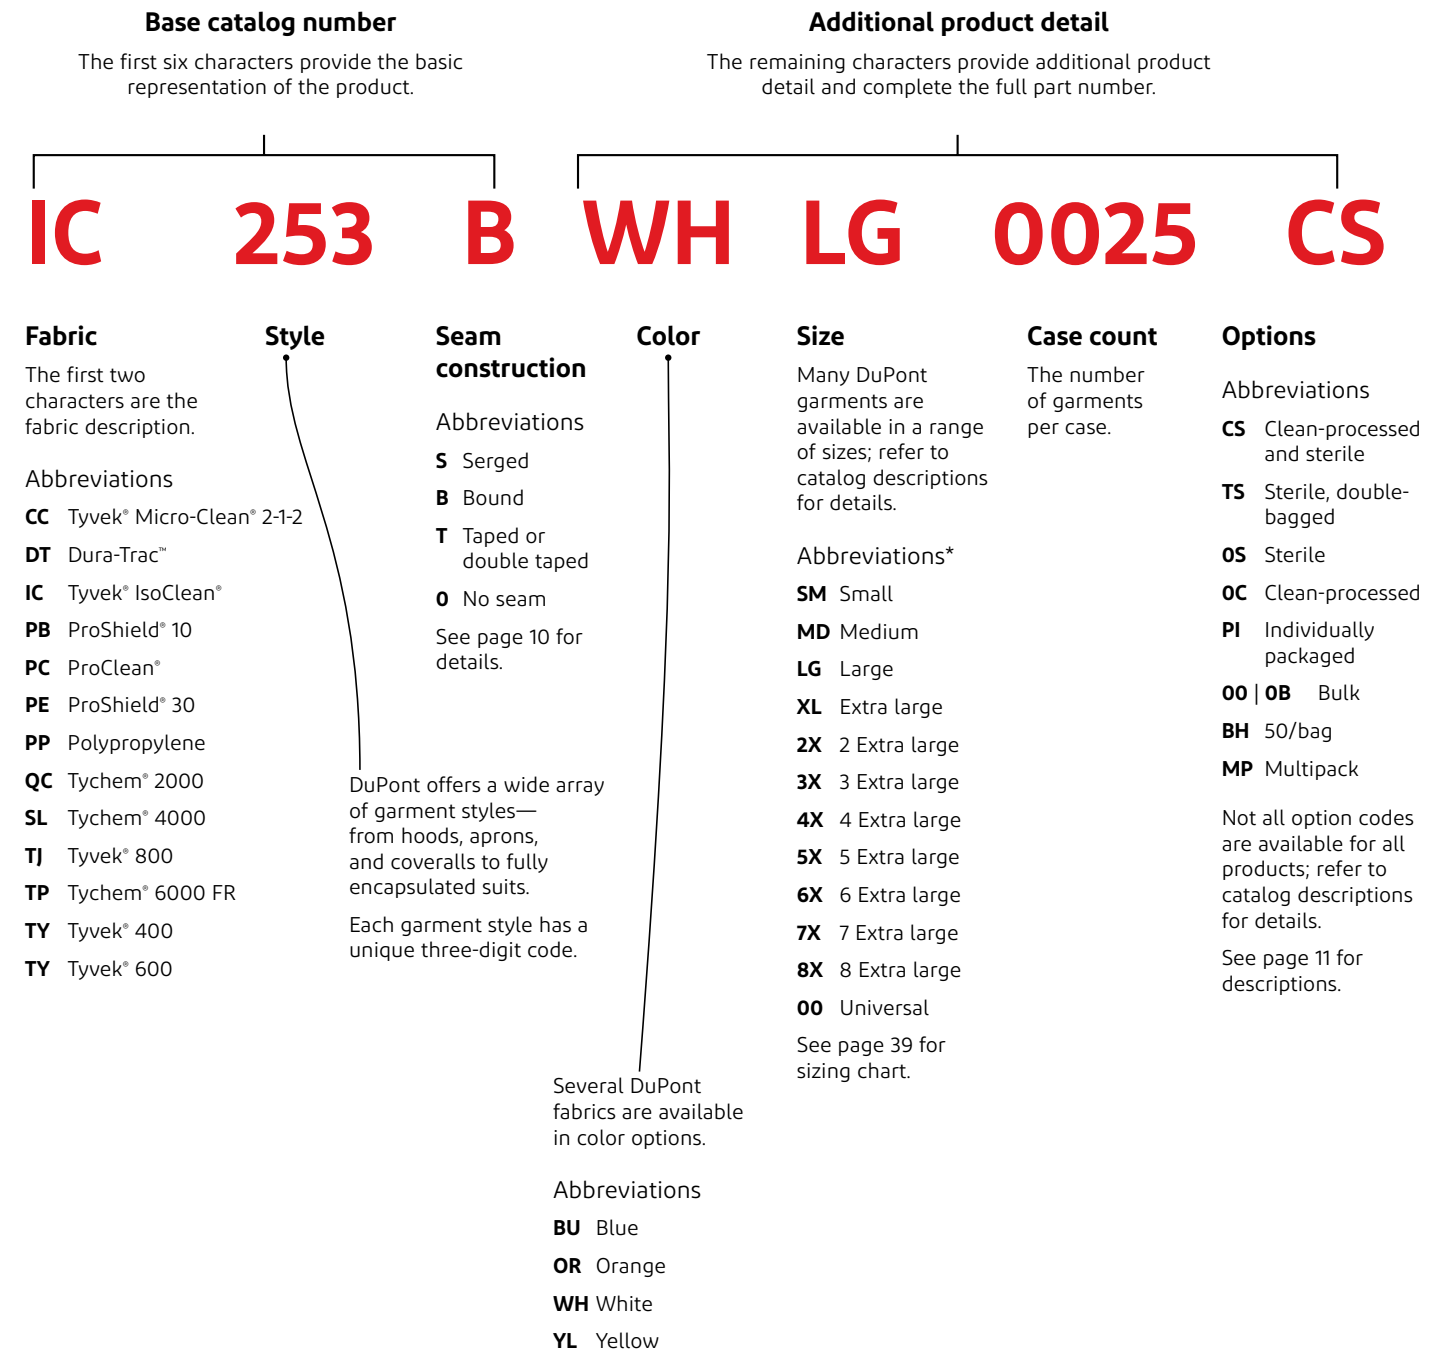 Base catalog number
The first six characters provide the basic
representation of the product.
Additional product detail
The remaining characters provide additional product
detail and complete the full part number.
IC 253 B WH LG 0025 CS
Fabric
The first two
characters are the
fabric description.
Abbreviations
CC Tyvek® Micro-Clean® 2-1-2
DT Dura-Trac™
IC Tyvek® IsoClean®
PB ProShield® 10
PC ProClean®
PE ProShield® 30
PP Polypropylene
QC Tychem® 2000
SL Tychem® 4000
TJ Tyvek® 800
TP Tychem® 6000 FR
TY Tyvek® 400
TY Tyvek® 600
Style
DuPont offers a wide array
of garment styles—
from hoods, aprons,
and coveralls to fully
encapsulated suits.
Each garment style has a
unique three-digit code.
Seam
construction
Abbreviations
S Serged
B Bound
T Taped or
double taped
0 No seam
See page 10 for
details.
Color
Several DuPont
fabrics are available
in color options.
Abbreviations
BU Blue
OR Orange
WH White
YL Yellow
Size
Many DuPont
garments are
available in a range
of sizes; refer to
catalog descriptions
for details.
Abbreviations*
SM Small
MD Medium
LG Large
XL Extra large
2X 2 Extra large
3X 3 Extra large
4X 4 Extra large
5X 5 Extra large
6X 6 Extra large
7X 7 Extra large
8X 8 Extra large
00 Universal
See page 39 for
sizing chart.
Case count
The number
of garments
per case.
Options
Abbreviations
CS Clean-processed
and sterile
TS Sterile, double-
bagged
0S Sterile
0C Clean-processed
PI Individually
packaged
00 | 0B Bulk
BH 50/bag
MP Multipack
Not all option codes
are available for all
products; refer to
catalog descriptions
for details.
See page 11 for
descriptions.